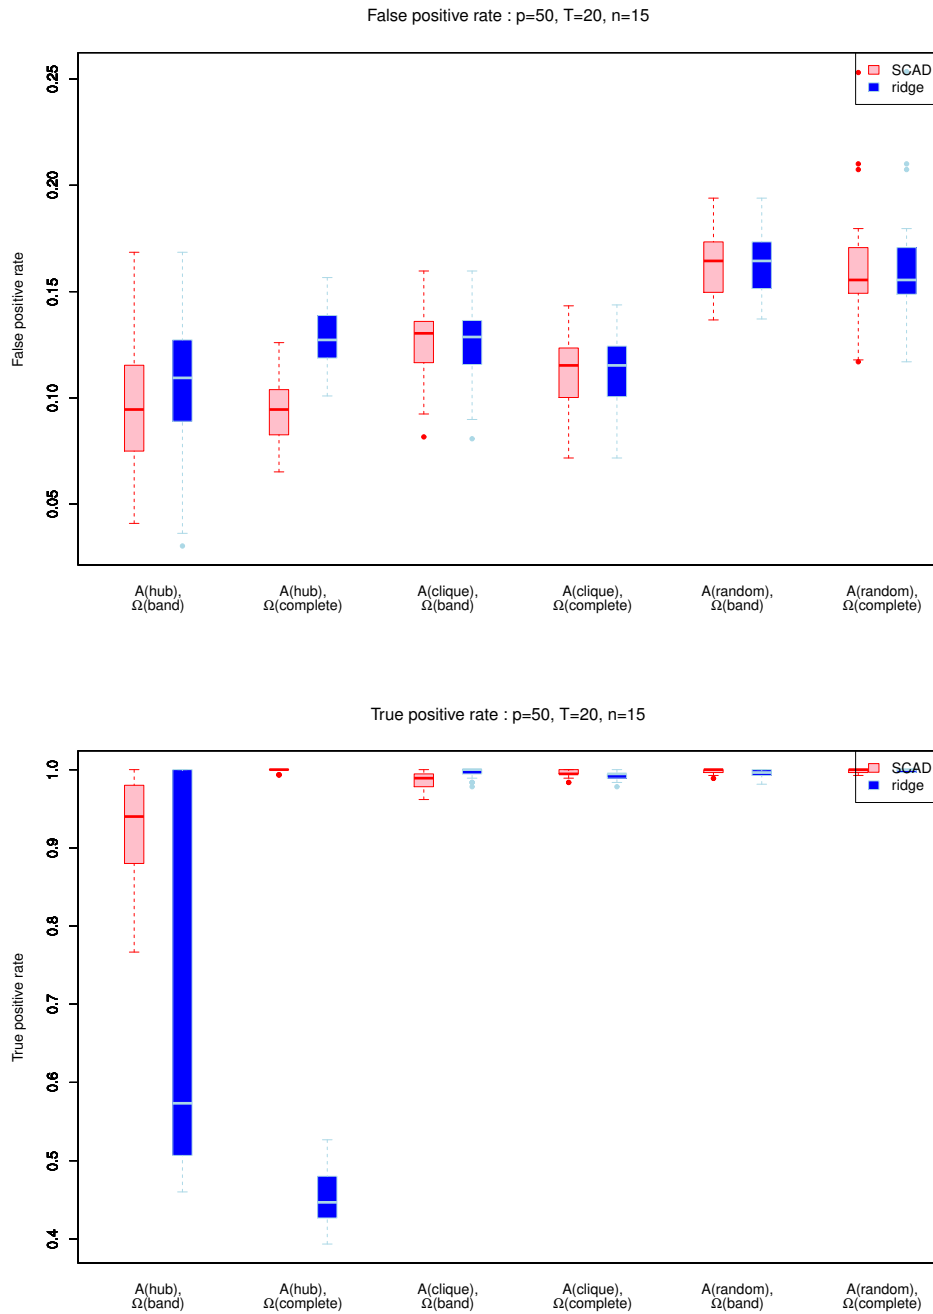 False positive rate : p=50, T=20, n=15
SCAD
ridge
0.25
0.20
0.15
0.10
0.05
False positive rate
A(hub), A(hub), A(clique), A(clique), A(random), A(random),
Ω(band) Ω(complete) Ω(band) Ω(complete) Ω(band) Ω(complete)
True positive rate : p=50, T=20, n=15
SCAD
ridge
1.0
0.9
0.8
0.7
0.6
0.5
0.4
True positive rate
A(hub), A(hub), A(clique), A(clique), A(random), A(random),
Ω(band) Ω(complete) Ω(band) Ω(complete) Ω(band) Ω(complete)